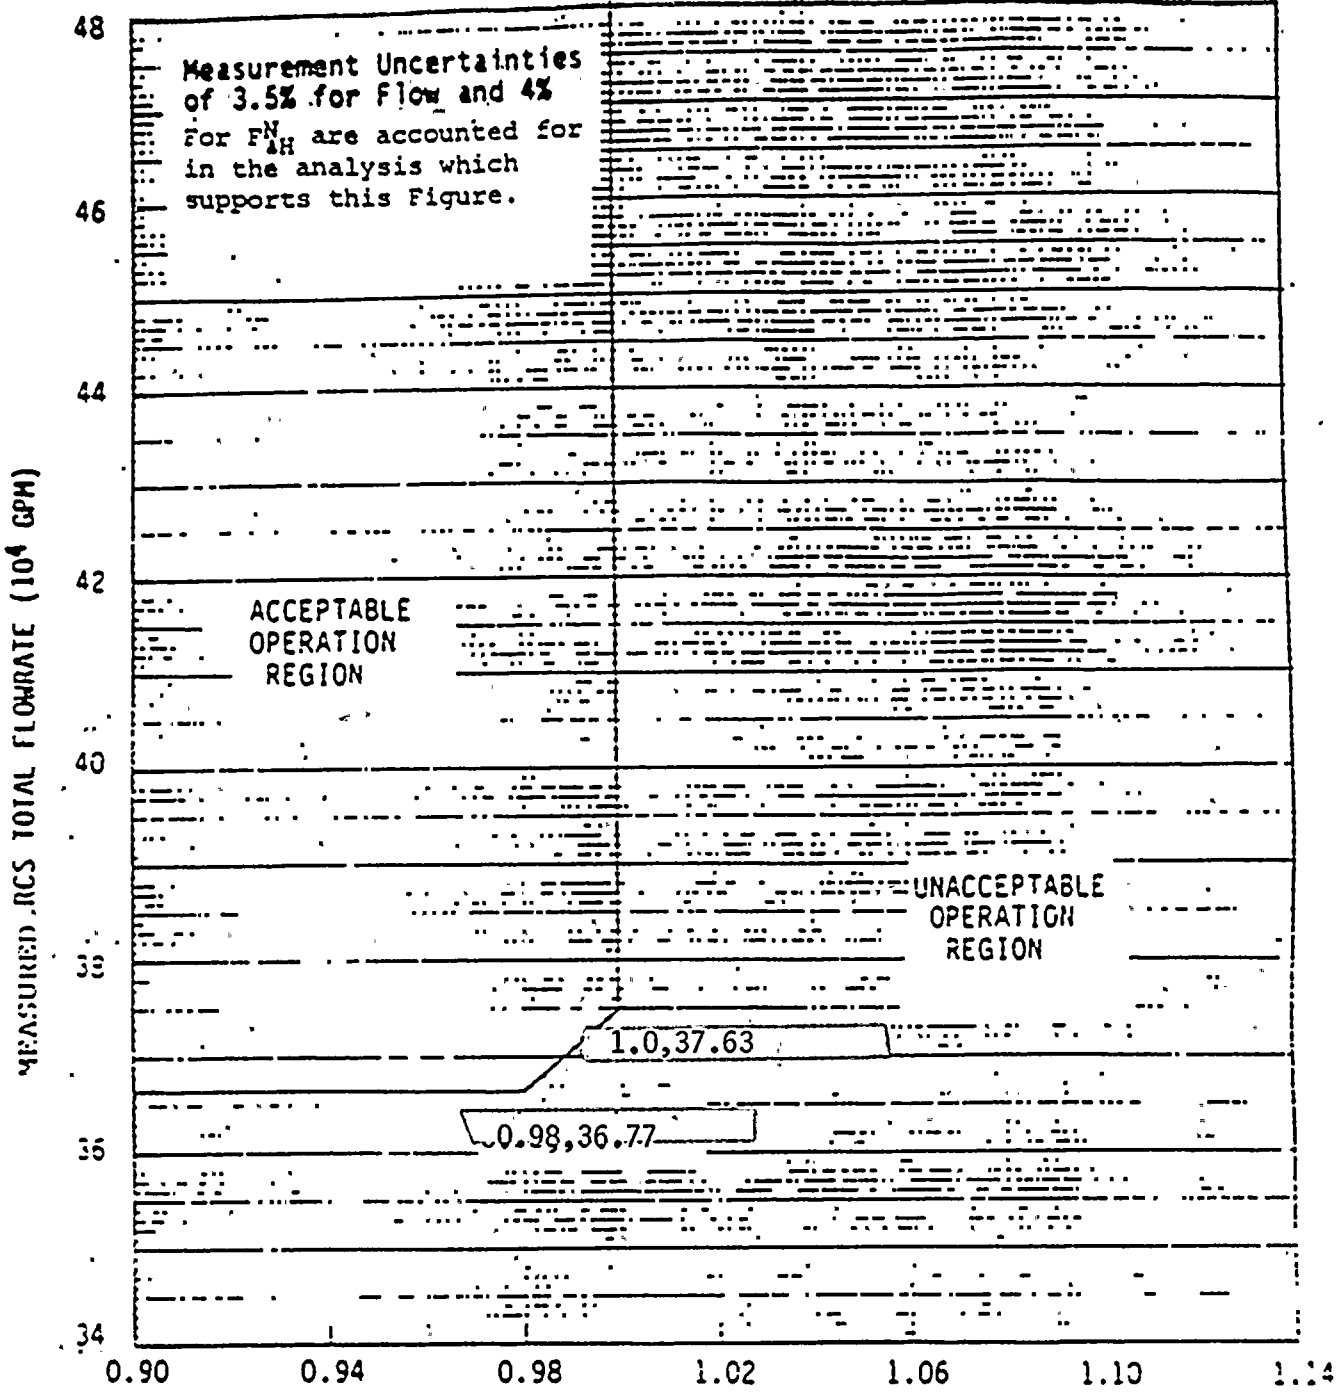 48
Measurement Uncertainties
of 3.5% for Flow and 4%
For F^N_ΔH are accounted for
in the analysis which
supports this Figure.
46
44
MEASURED RCS TOTAL FLOWRATE (10^4 GPM)
42
ACCEPTABLE
OPERATION
REGION
40
UNACCEPTABLE
OPERATION
REGION
38
1.0,37.63
0.98,36.77
36
34
0.90 0.94 0.98 1.02 1.06 1.10 1.14